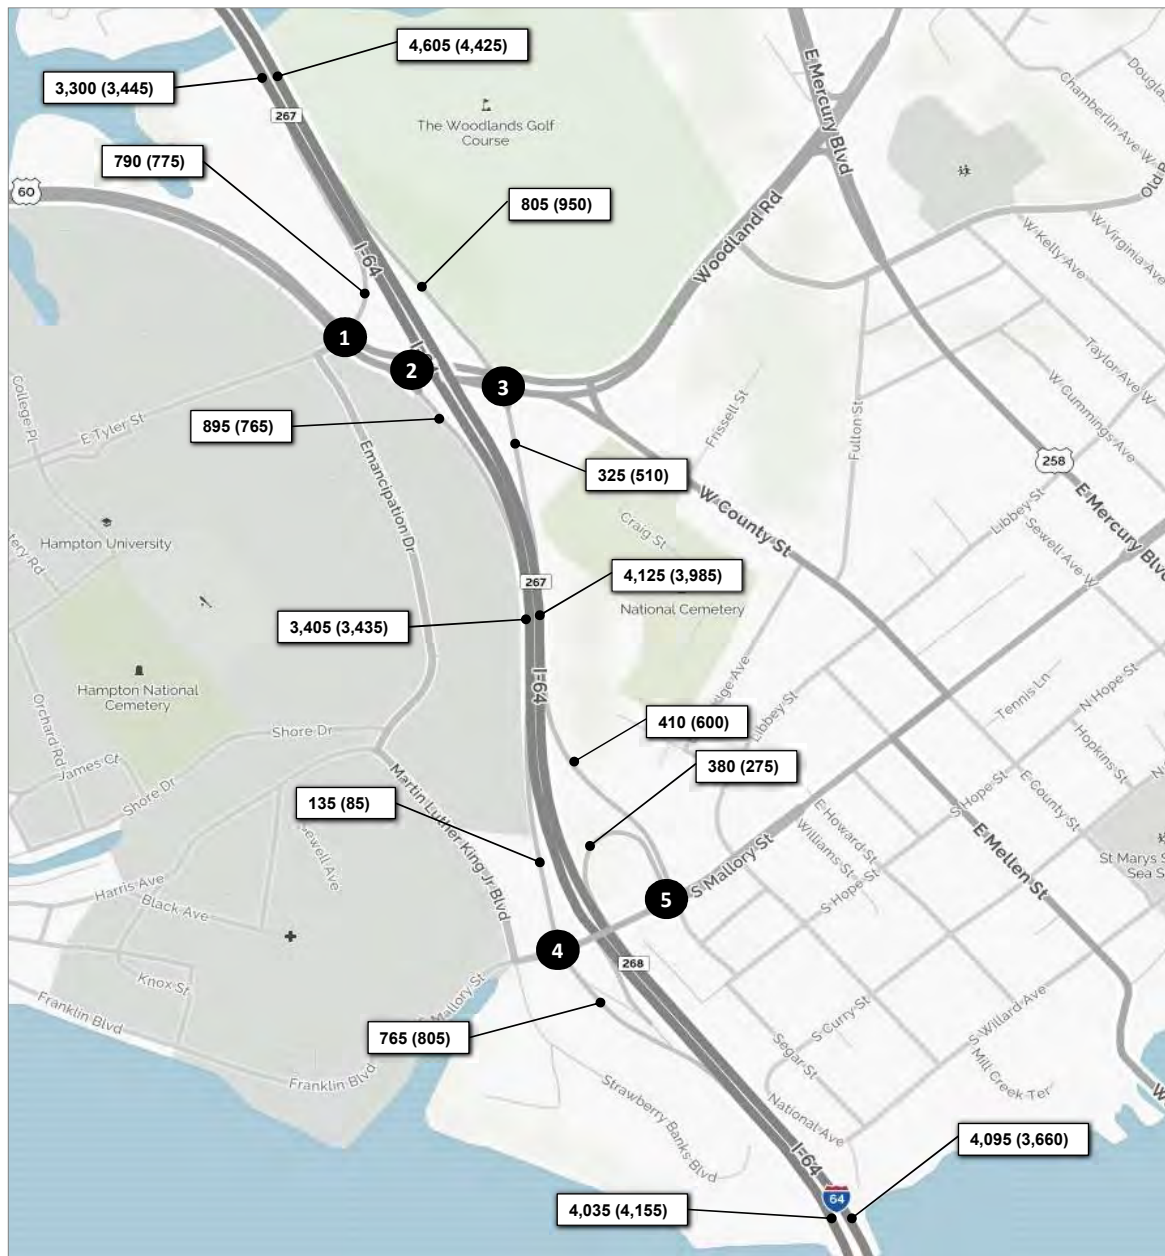 4,605 (4,425)
3,300 (3,445)
267
The Woodlands Golf
Course
E Mercury Blvd
Chamberlin Ave W
790 (775)
60
805 (950)
W Kelly Ave
W Virginia Ave
I-64
Woodland Rd
1
2
3
Taylor Ave W
W Cummings Ave
College Pl
E Tyler St
895 (765)
Emancipation Dr
Frissell St
Fulton St
325 (510)
258
E Mercury Blvd
W County St
Libbey St
Sewell Ave W
Craig St
Hampton University
267
4,125 (3,985)
National Cemetery
3,405 (3,435)
I-64
Hampton National
Cemetery
Orchard Rd
James Ct
Shore Dr
Shore Dr
Libbey St
Tennis Ln
N Hope St
Hopkins St
410 (600)
380 (275)
135 (85)
Martin Luther King Jr Blvd
E County St
S Hope St
E Howard St
Williams St
S Hope St
E Mellen St
S Mallory St
Harris Ave
Black Ave
5
4
268
Knox St
Franklin Blvd
Franklin Blvd
765 (805)
S Curry St
S Willard Ave
Segar St
Mill Creek Ter
Strawberry Banks Blvd
National Ave
I-64
4,095 (3,660)
64
4,035 (4,155)